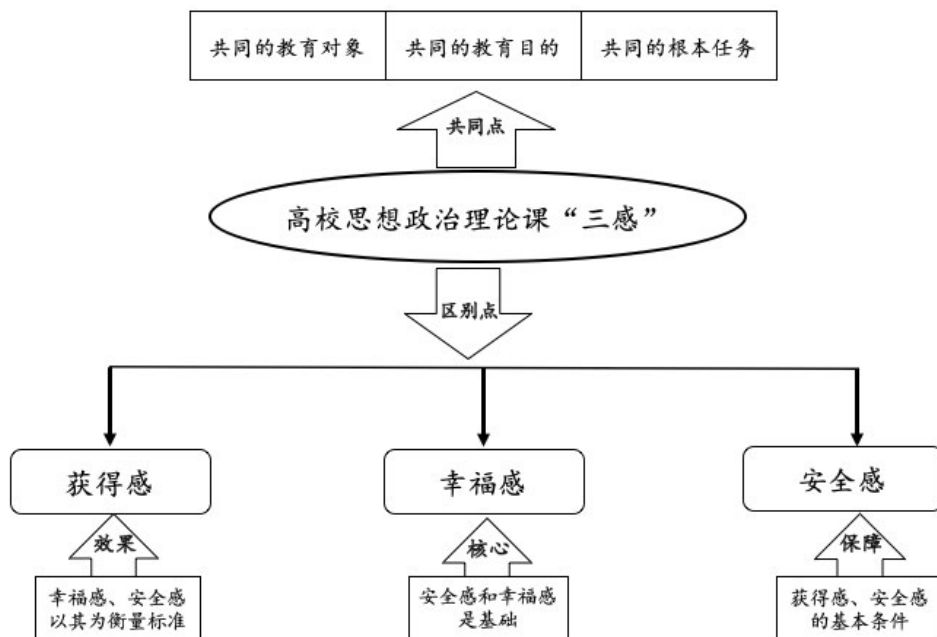 共同的教育对象
共同的教育目的
共同的根本任务
共同点
高校思想政治理论课“三感”
区别点
获得感
幸福感
安全感
效果
核心
保障
幸福感、安全感
以其为衡量标准
安全感和幸福感
是基础
获得感、安全感
的基本条件